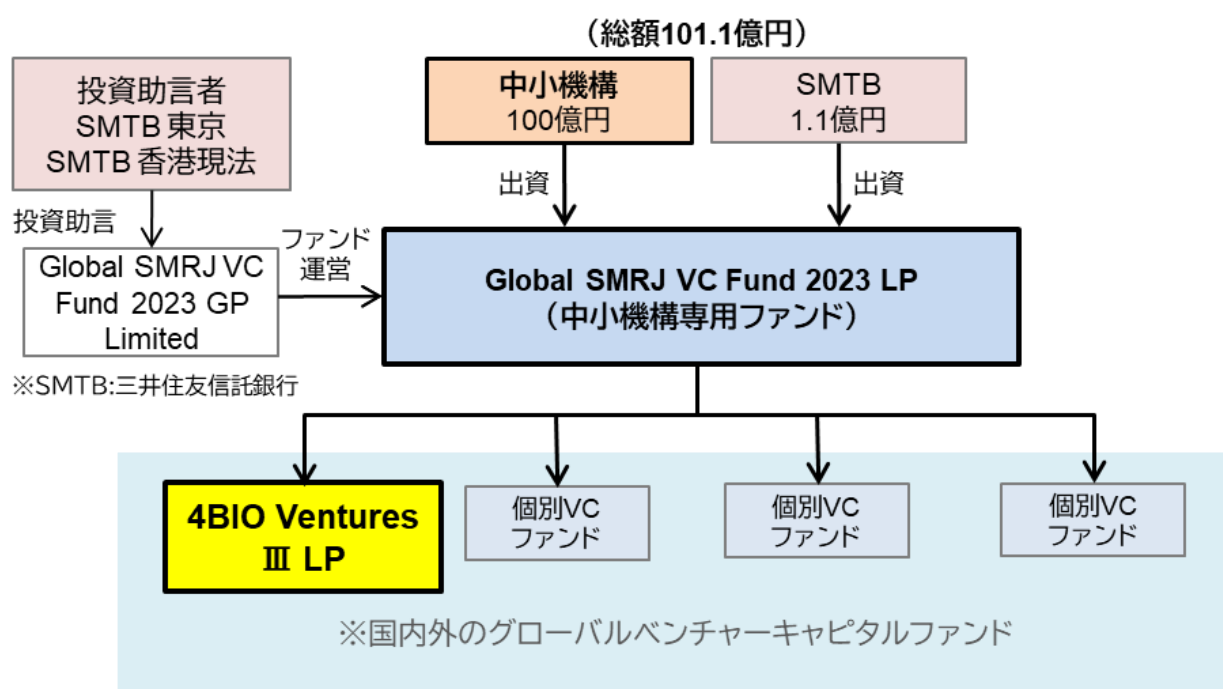 （総額101.1億円）
投資助言者
SMTB 東京
SMTB 香港現法
中小機構
100億円
SMTB
1.1億円
出資
出資
投資助言
ファンド
運営
Global SMRJ VC
Fund 2023 GP
Limited
Global SMRJ VC Fund 2023 LP
（中小機構専用ファンド）
※SMTB:三井住友信託銀行
4BIO Ventures
Ⅲ LP
個別VC
ファンド
個別VC
ファンド
個別VC
ファンド
※国内外のグローバルベンチャーキャピタルファンド